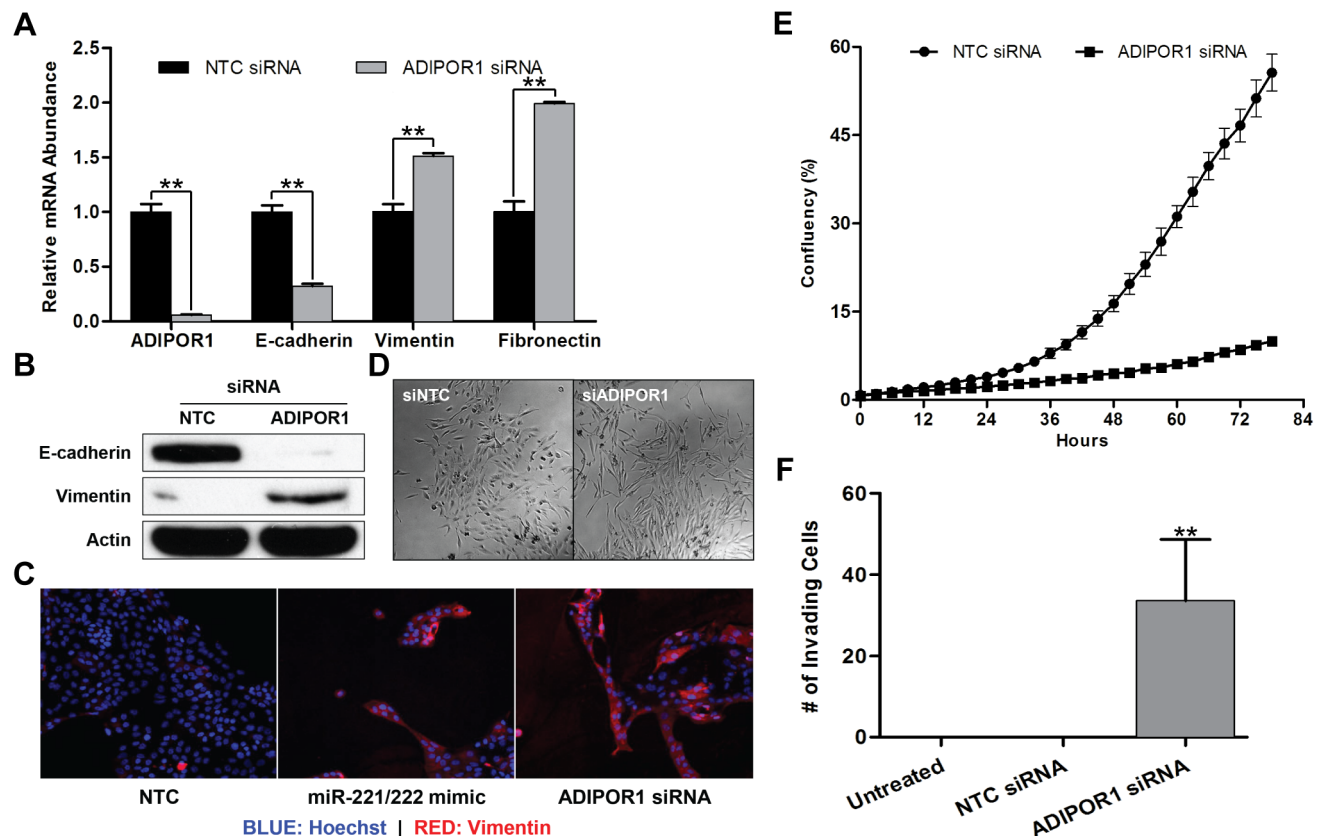 A
2.5
2.0
1.5
1.0
0.5
0.0
Relative mRNA Abundance
NTC siRNA
ADIPOR1 siRNA
**
**
**
**
ADIPOR1
E-cadherin
Vimentin
Fibronectin
B
siRNA
NTC
ADIPOR1
E-cadherin
Vimentin
Actin
C
NTC
miR-221/222 mimic
ADIPOR1 siRNA
BLUE: Hoechst | RED: Vimentin
D
siNTC
siADIPOR1
E
NTC siRNA
ADIPOR1 siRNA
60
45
30
15
0
Confluency (%)
0 12 24 36 48 60 72 84
Hours
F
60
40
20
0
# of Invading Cells
**
Untreated
NTC siRNA
ADIPOR1 siRNA